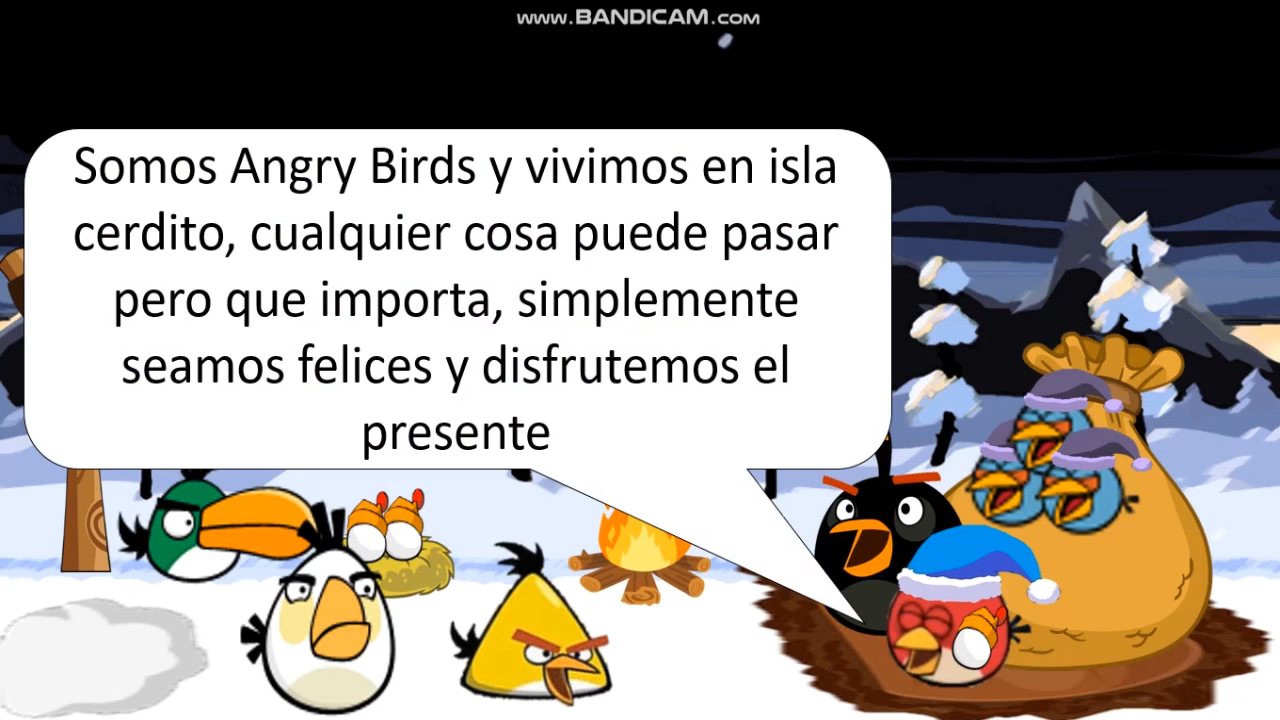 www.BANDICAM.com
Somos Angry Birds y vivimos en isla
cerdito, cualquier cosa puede pasar
pero que importa, simplemente
seamos felices y disfrutemos el
presente